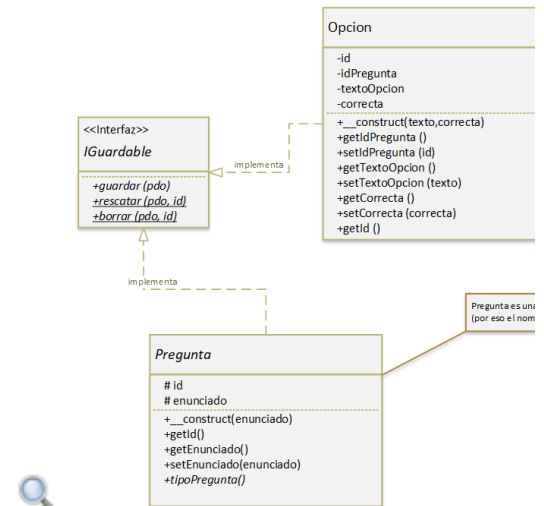 Opcion
-id
-idPregunta
-textoOpcion
-correcta
+__construct(texto,correcta)
+getIdPregunta ()
+setIdPregunta (id)
+getTextoOpcion ()
+setTextoOpcion (texto)
+getCorrecta ()
+setCorrecta (correcta)
+getId ()
<<Interfaz>>
IGuardable
+guardar (pdo)
+rescatar (pdo, id)
+borrar (pdo, id)
implementa
implementa
Pregunta es una
(por eso el nom
Pregunta
# id
# enunciado
+__construct(enunciado)
+getId()
+getEnunciado()
+setEnunciado(enunciado)
+tipoPregunta()